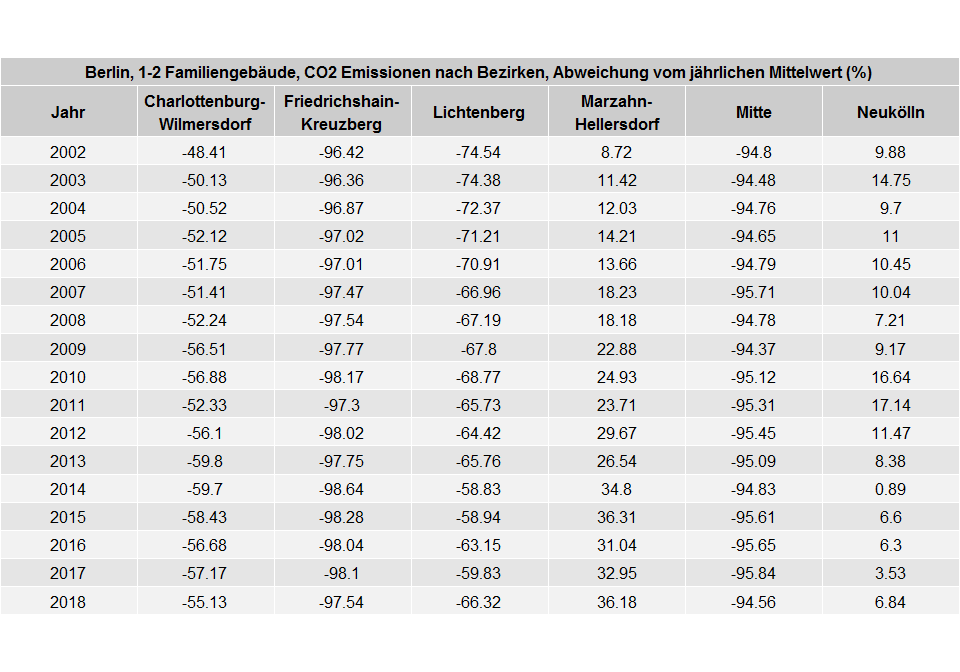 Berlin, 1-2 Familiengebäude, CO2 Emissionen nach Bezirken, Abweichung vom jährlichen Mittelwert (%)
Jahr Charlottenburg-Wilmersdorf Friedrichshain-Kreuzberg Lichtenberg Marzahn-Hellersdorf Mitte Neukölln
2002 -48.41 -96.42 -74.54 8.72 -94.8 9.88
2003 -50.13 -96.36 -74.38 11.42 -94.48 14.75
2004 -50.52 -96.87 -72.37 12.03 -94.76 9.7
2005 -52.12 -97.02 -71.21 14.21 -94.65 11
2006 -51.75 -97.01 -70.91 13.66 -94.79 10.45
2007 -51.41 -97.47 -66.96 18.23 -95.71 10.04
2008 -52.24 -97.54 -67.19 18.18 -94.78 7.21
2009 -56.51 -97.77 -67.8 22.88 -94.37 9.17
2010 -56.88 -98.17 -68.77 24.93 -95.12 16.64
2011 -52.33 -97.3 -65.73 23.71 -95.31 17.14
2012 -56.1 -98.02 -64.42 29.67 -95.45 11.47
2013 -59.8 -97.75 -65.76 26.54 -95.09 8.38
2014 -59.7 -98.64 -58.83 34.8 -94.83 0.89
2015 -58.43 -98.28 -58.94 36.31 -95.61 6.6
2016 -56.68 -98.04 -63.15 31.04 -95.65 6.3
2017 -57.17 -98.1 -59.83 32.95 -95.84 3.53
2018 -55.13 -97.54 -66.32 36.18 -94.56 6.84